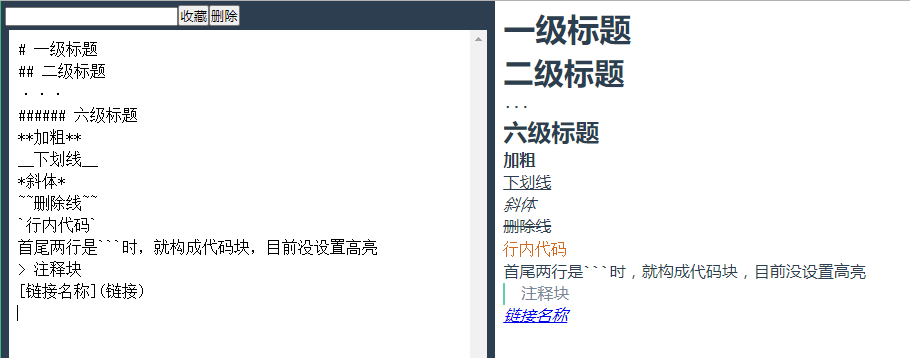 收藏 删除
# 一级标题
## 二级标题
···
###### 六级标题
**加粗**
__下划线__
*斜体*
~~删除线~~
`行内代码`
首尾两行是```时，就构成代码块，目前没设置高亮
> 注释块
[链接名称](链接)
一级标题
二级标题
···
六级标题
加粗
下划线
斜体
删除线
行内代码
首尾两行是```时，就构成代码块，目前没设置高亮
注释块
链接名称